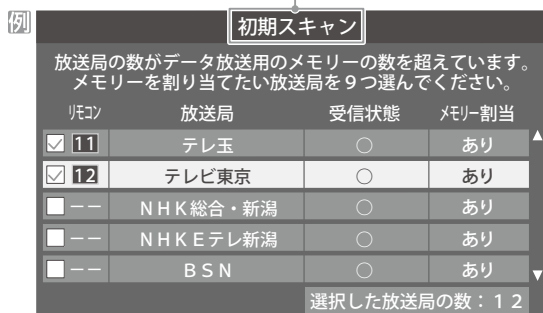 例
初期スキャン
放送局の数がデータ放送用のメモリーの数を超えています。
メモリーを割り当てたい放送局を9つ選んでください。
リモコン 放送局 受信状態 メモリー割当
11 テレ玉 ○ あり
12 テレビ東京 ○ あり
−− NHK総合・新潟 ○ あり
−− NHKEテレ新潟 ○ あり
−− BSN ○ あり
選択した放送局の数:12